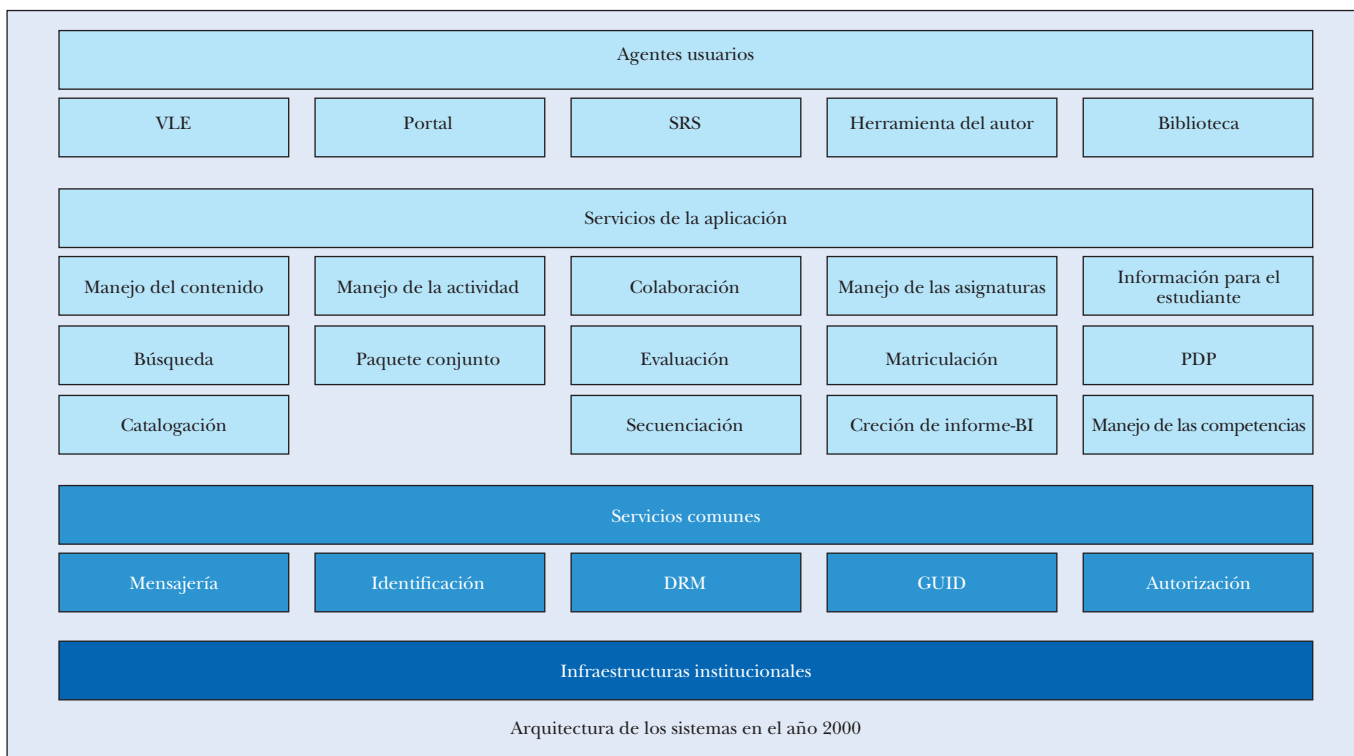 Agentes usuarios
VLE
Portal
SRS
Herramienta del autor
Biblioteca
Servicios de la aplicación
Manejo del contenido
Manejo de la actividad
Colaboración
Manejo de las asignaturas
Información para el
estudiante
Búsqueda
Paquete conjunto
Evaluación
Matriculación
PDP
Catalogación
Secuenciación
Creción de informe-BI
Manejo de las competencias
Servicios comunes
Mensajería
Identificación
DRM
GUID
Autorización
Infraestructuras institucionales
Arquitectura de los sistemas en el año 2000